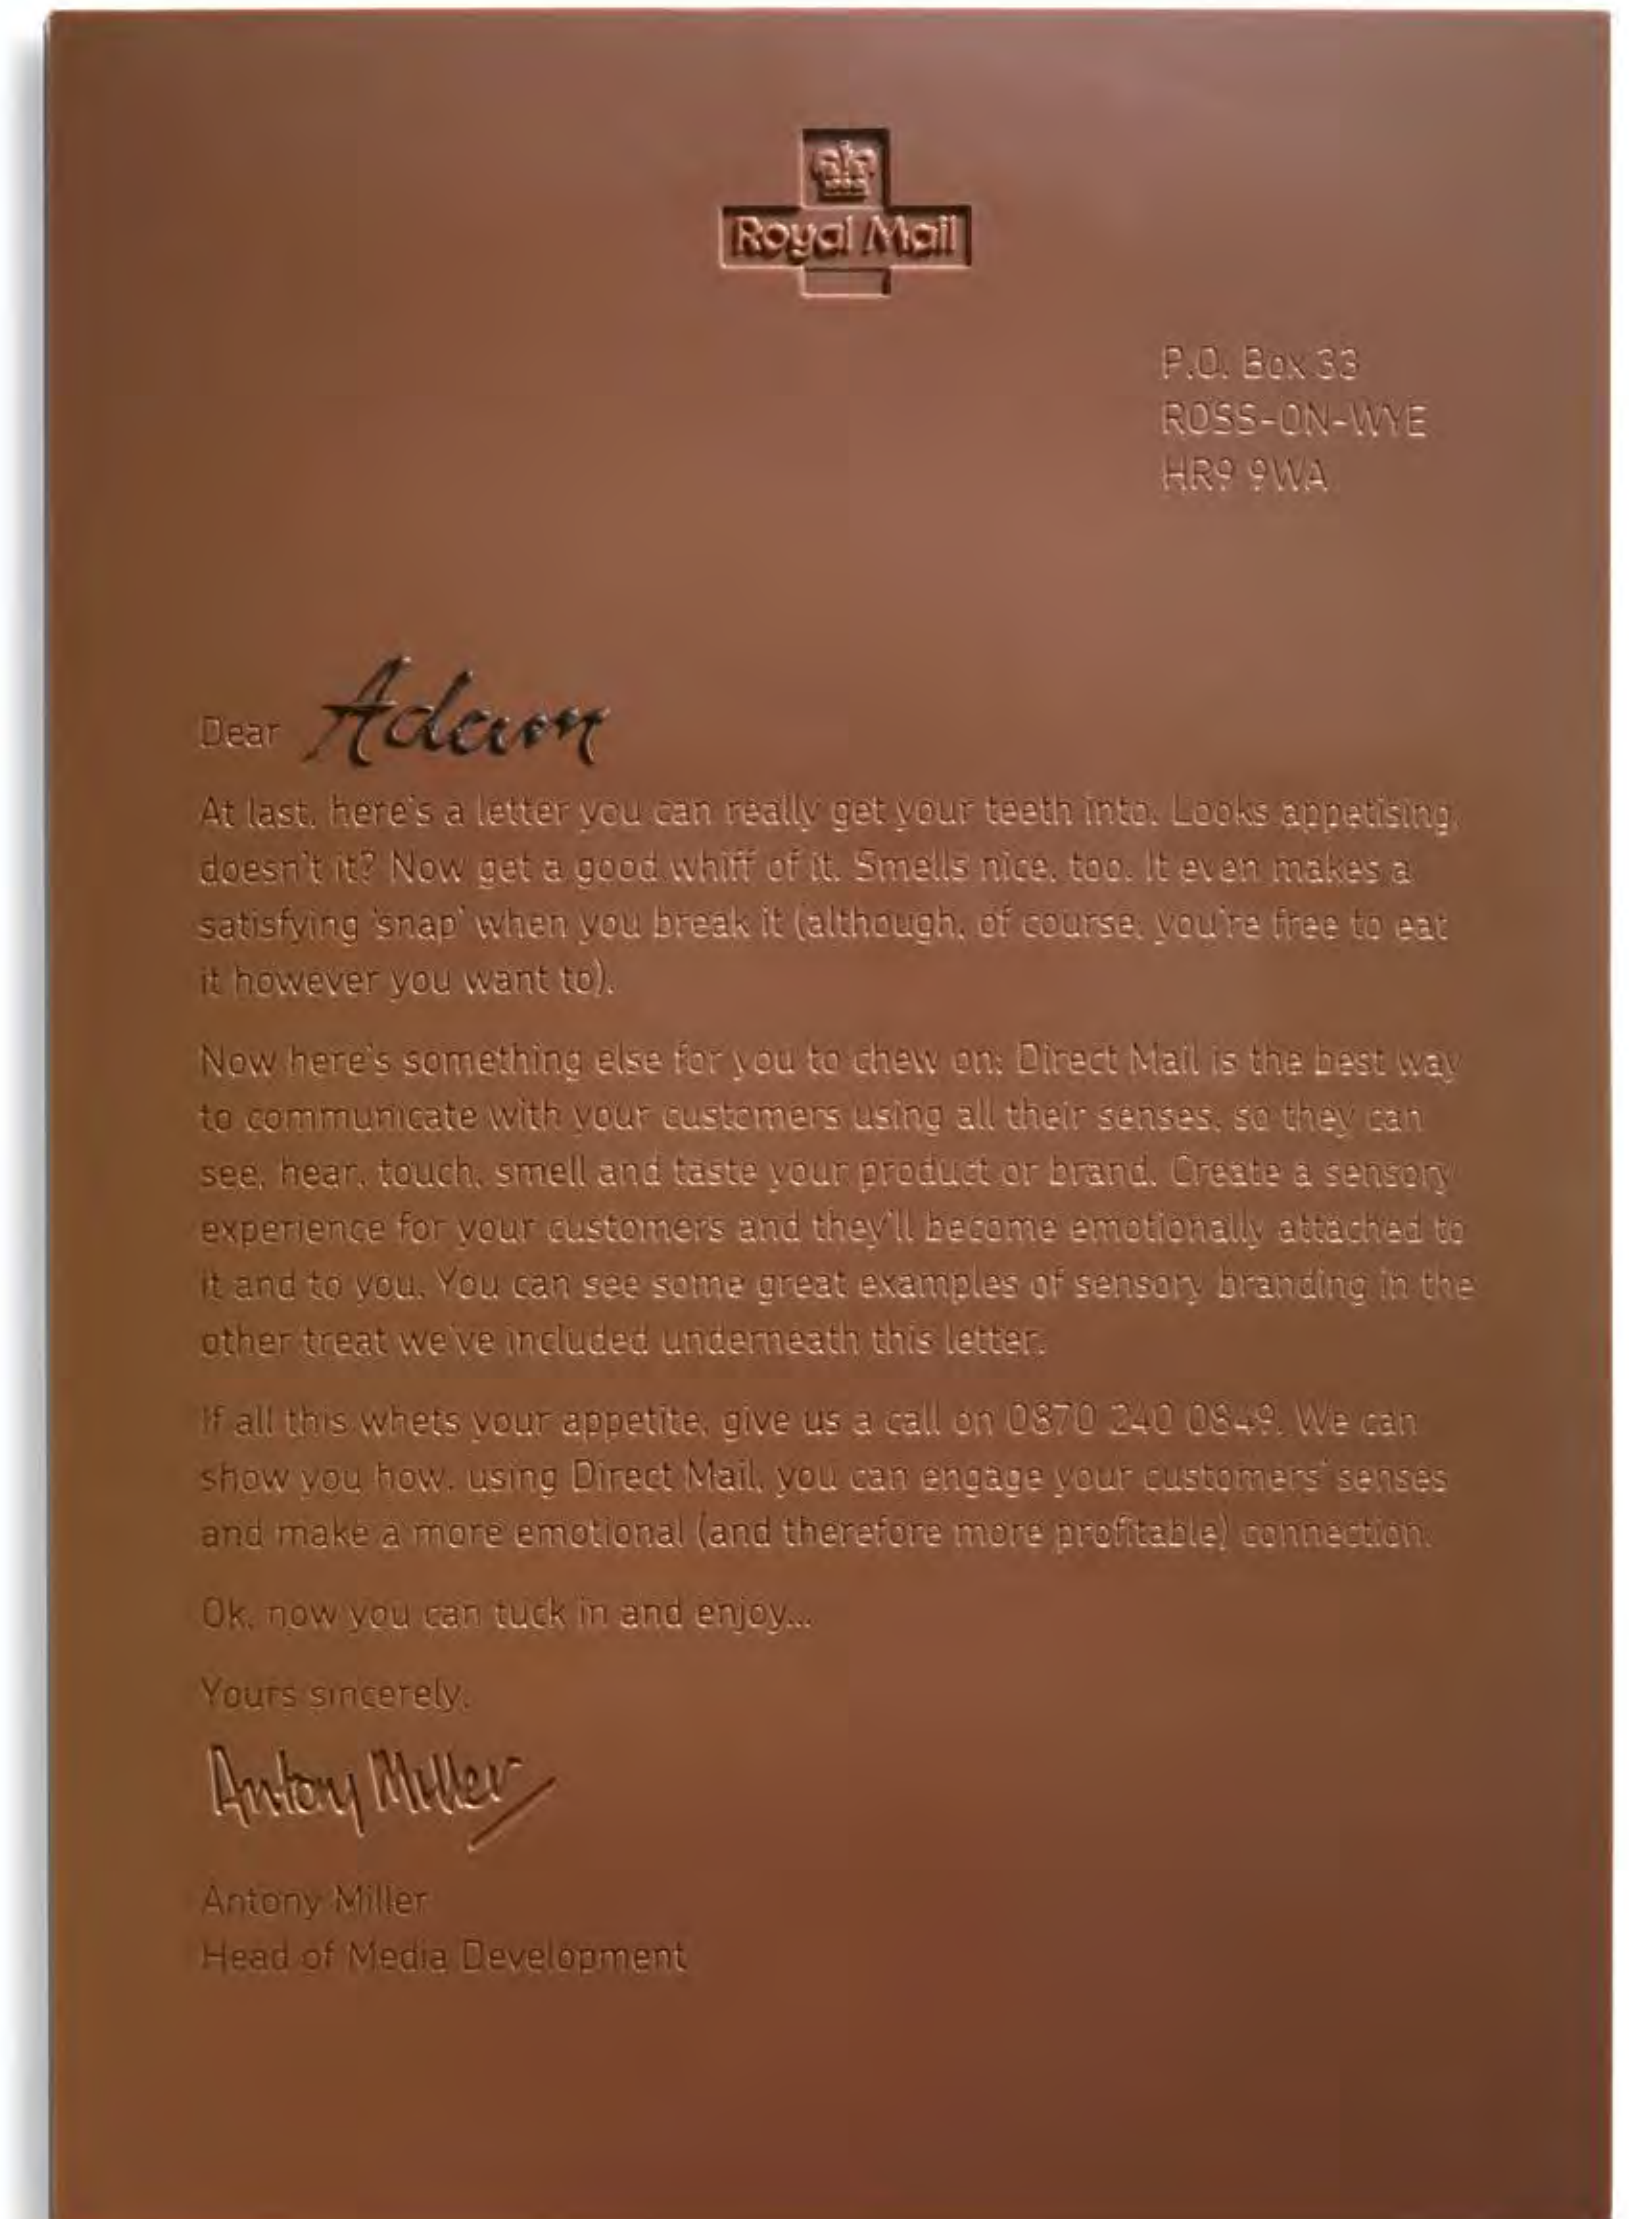 Royal Mail
P.O. Box 33
ROSS-ON-WYE
HR9 9WA
Dear Adam
At last, here's a letter you can really get your teeth into. Looks appetising,
doesn't it? Now get a good whiff of it. Smells nice, too. It even makes a
satisfying 'snap' when you break it (although, of course, you're free to eat
it however you want to).
Now here's something else for you to chew on: Direct Mail is the best way
to communicate with your customers using all their senses, so they can
see, hear, touch, smell and taste your product or brand. Create a sensory
experience for your customers and they'll become emotionally attached to
it and to you. You can see some great examples of sensory branding in the
other treat we've included underneath this letter.
If all this whets your appetite, give us a call on 0870 240 0849. We can
show you how, using Direct Mail, you can engage your customers' senses
and make a more emotional (and therefore more profitable) connection.
Ok, now you can tuck in and enjoy...
Yours sincerely,
Antony Miller
Antony Miller
Head of Media Development